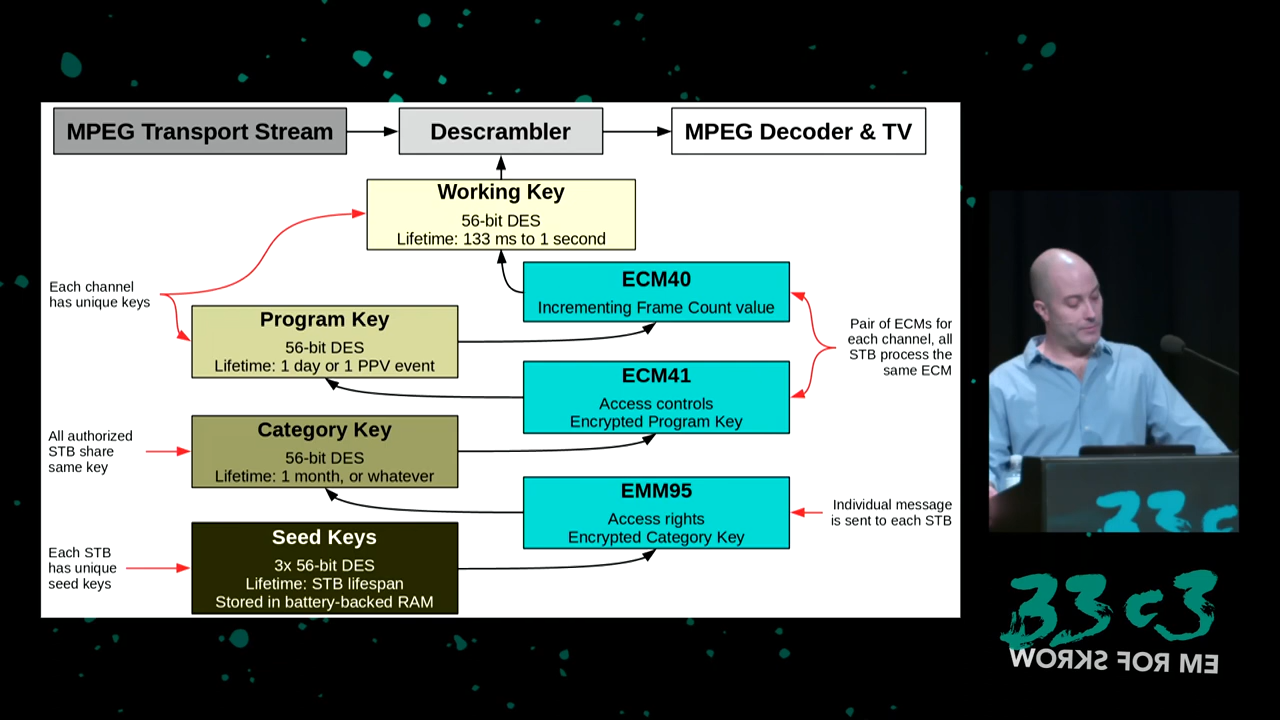 MPEG Transport Stream
Descrambler
MPEG Decoder & TV
Working Key
56-bit DES
Lifetime: 133 ms to 1 second
Each channel
has unique keys
ECM40
Incrementing Frame Count value
Program Key
56-bit DES
Lifetime: 1 day or 1 PPV event
Pair of ECMs for
each channel, all
STB process the
same ECM
ECM41
Access controls
Encrypted Program Key
All authorized
STB share
same key
Category Key
56-bit DES
Lifetime: 1 month, or whatever
EMM95
Access rights
Encrypted Category Key
Individual message
is sent to each STB
Each STB
has unique
seed keys
Seed Keys
3x 56-bit DES
Lifetime: STB lifespan
Stored in battery-backed RAM
33c
33c3
WORKS FOR ME